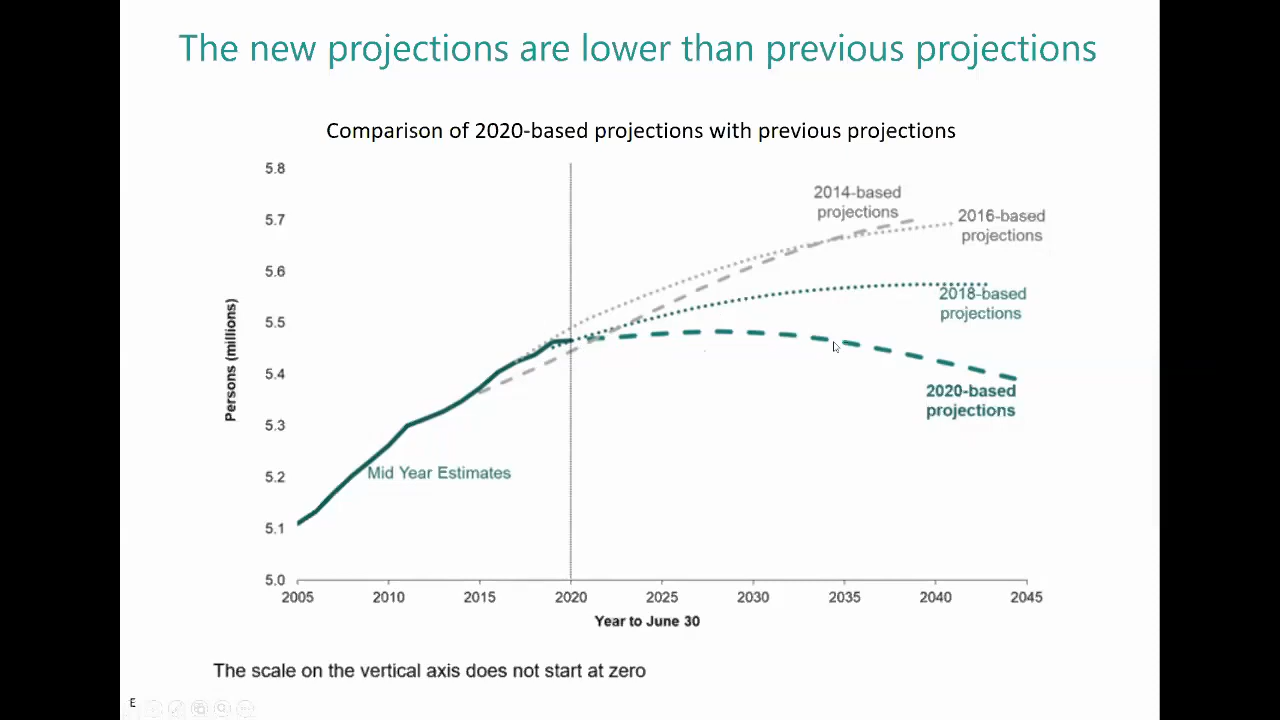 The new projections are lower than previous projections
Comparison of 2020-based projections with previous projections
5.8
5.7
5.6
5.5
5.4
5.3
5.2
5.1
5.0
Persons (millions)
2014-based
projections
2016-based
projections
2018-based
projections
2020-based
projections
Mid Year Estimates
2005
2010
2015
2020
2025
2030
2035
2040
2045
Year to June 30
The scale on the vertical axis does not start at zero
E